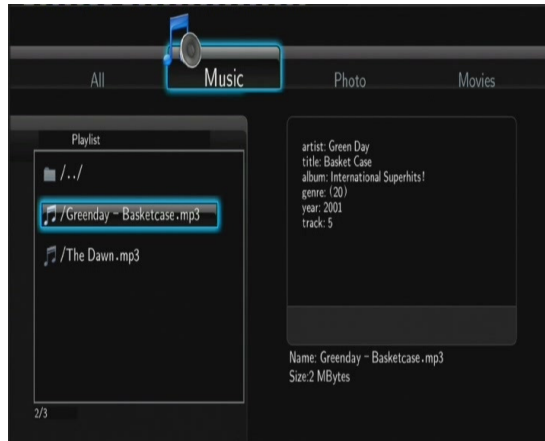 All
Music
Photo
Movies
Playlist
/../
/Greenday - Basketcase.mp3
/The Dawn.mp3
2/3
artist: Green Day
title: Basket Case
album: International Superhits!
genre: (20)
year: 2001
track: 5
Name: Greenday - Basketcase.mp3
Size:2 MBytes